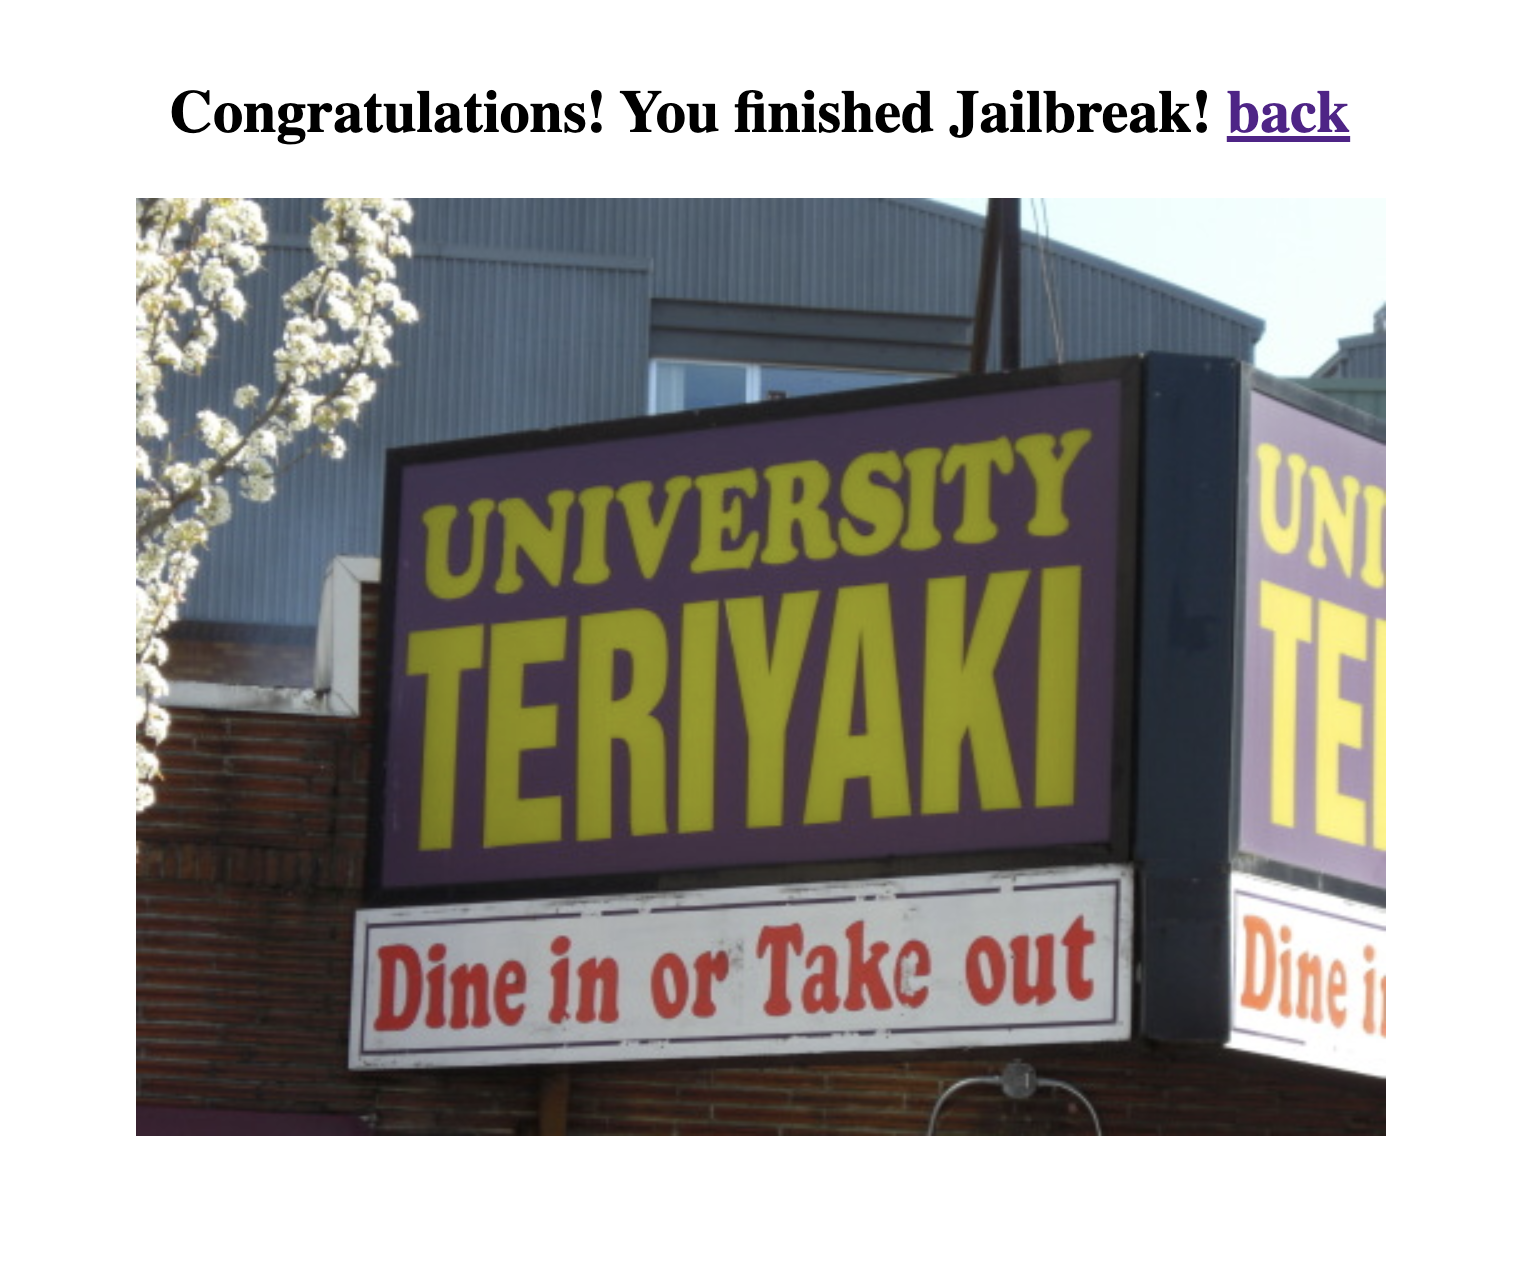 Congratulations! You finished Jailbreak! back
UNIVERSITY
TERIYAKI
Dine in or Take out
UNI
TE
Dine i